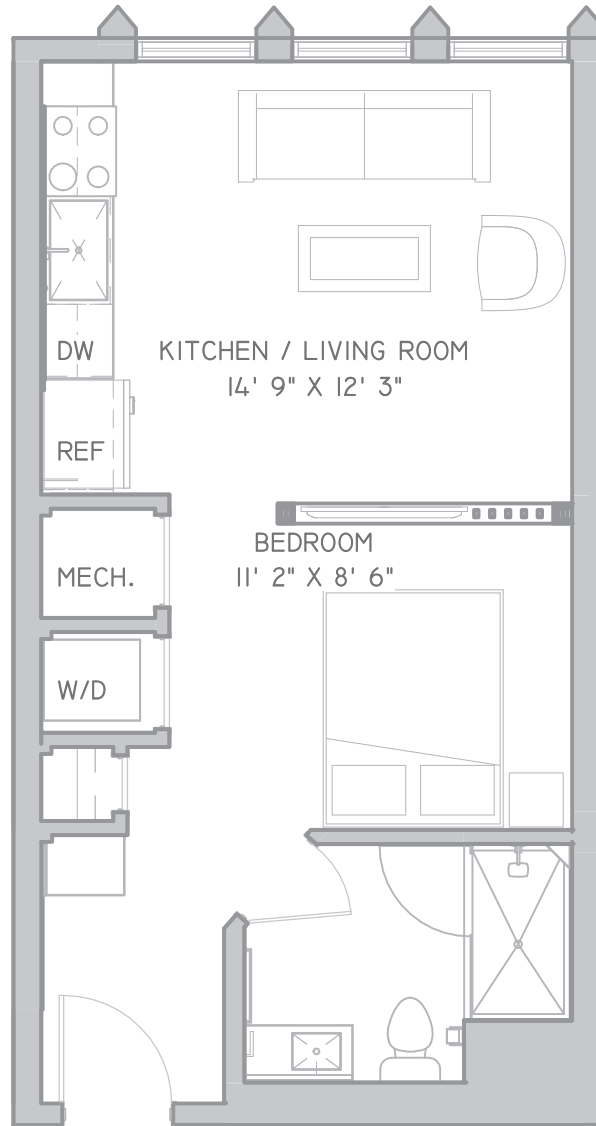 DW
KITCHEN / LIVING ROOM
14' 9" X 12' 3"
REF
BEDROOM
11' 2" X 8' 6"
MECH.
W/D